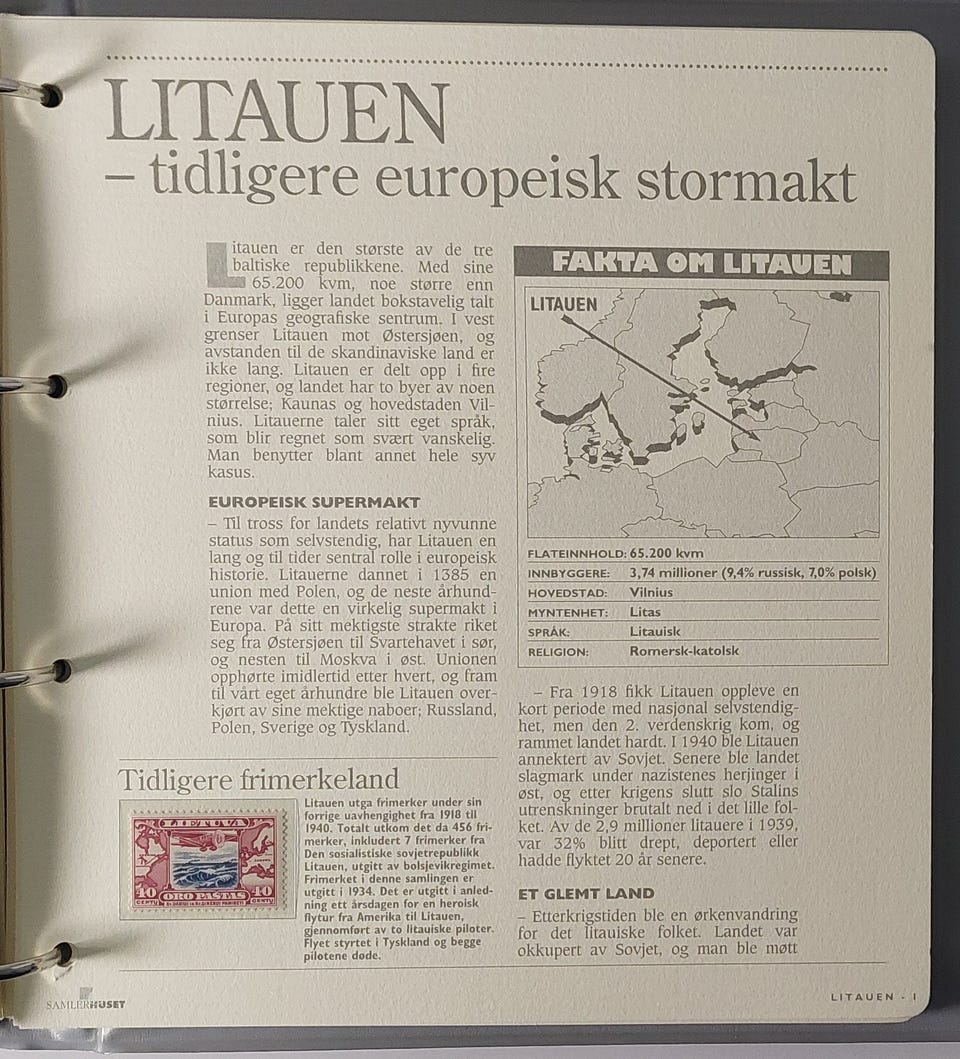 LITAUEN
– tidligere europeisk stormakt
Litauen er den største av de tre
baltiske republikkene. Med sine
65.200 kvm, noe større enn
Danmark, ligger landet bokstavelig talt
i Europas geografiske sentrum. I vest
grenser Litauen mot Østersjøen, og
avstanden til de skandinaviske land er
ikke lang. Litauen er delt opp i fire
regioner, og landet har to byer av noen
størrelse; Kaunas og hovedstaden Vil-
nius. Litauerne taler sitt eget språk,
som blir regnet som svært vanskelig.
Man benytter blant annet hele syv
kasus.
EUROPEISK SUPERMAKT
– Til tross for landets relativt nyvunne
status som selvstendig, har Litauen en
lang og til tider sentral rolle i europeisk
historie. Litauerne dannet i 1385 en
union med Polen, og de neste århund-
rene var dette en virkelig supermakt i
Europa. På sitt mektigste strakte riket
seg fra Østersjøen til Svartehavet i sør,
og nesten til Moskva i øst. Unionen
opphørte imidlertid etter hvert, og fram
til vårt eget århundre ble Litauen over-
kjørt av sine mektige naboer; Russland,
Polen, Sverige og Tyskland.
Tidligere frimerkeland
LIETUVA
40 40
CENTŲ CENTŲ
ORO PAŠTAS
Litauen utga frimerker under sin
forrige uavhengighet fra 1918 til
1940. Totalt utkom det da 456 fri-
merker, inkludert 7 frimerker fra
Den sosialistiske sovjetrepublikk
Litauen, utgitt av bolsjevikregimet.
Frimerket i denne samlingen er
utgitt i 1934. Det er utgitt i anled-
ning ett årsdagen for en heroisk
flytur fra Amerika til Litauen,
gjennomført av to litauiske piloter.
Flyet styrtet i Tyskland og begge
pilotene døde.
FAKTA OM LITAUEN
LITAUEN
FLATEINNHOLD: 65.200 kvm
INNBYGGERE: 3,74 millioner (9,4% russisk, 7,0% polsk)
HOVEDSTAD: Vilnius
MYNTENHET: Litas
SPRÅK: Litauisk
RELIGION: Romersk-katolsk
– Fra 1918 fikk Litauen oppleve en
kort periode med nasjonal selvstendig-
het, men den 2. verdenskrig kom, og
rammet landet hardt. I 1940 ble Litauen
annektert av Sovjet. Senere ble landet
slagmark under nazistenes herjinger i
øst, og etter krigens slutt slo Stalins
utrenskninger brutalt ned i det lille fol-
ket. Av de 2,9 millioner litauere i 1939,
var 32% blitt drept, deportert eller
hadde flyktet 20 år senere.
ET GLEMT LAND
– Etterkrigstiden ble en ørkenvandring
for det litauiske folket. Landet var
okkupert av Sovjet, og man ble møtt
SAMLERHUSET
LITAUEN - 1